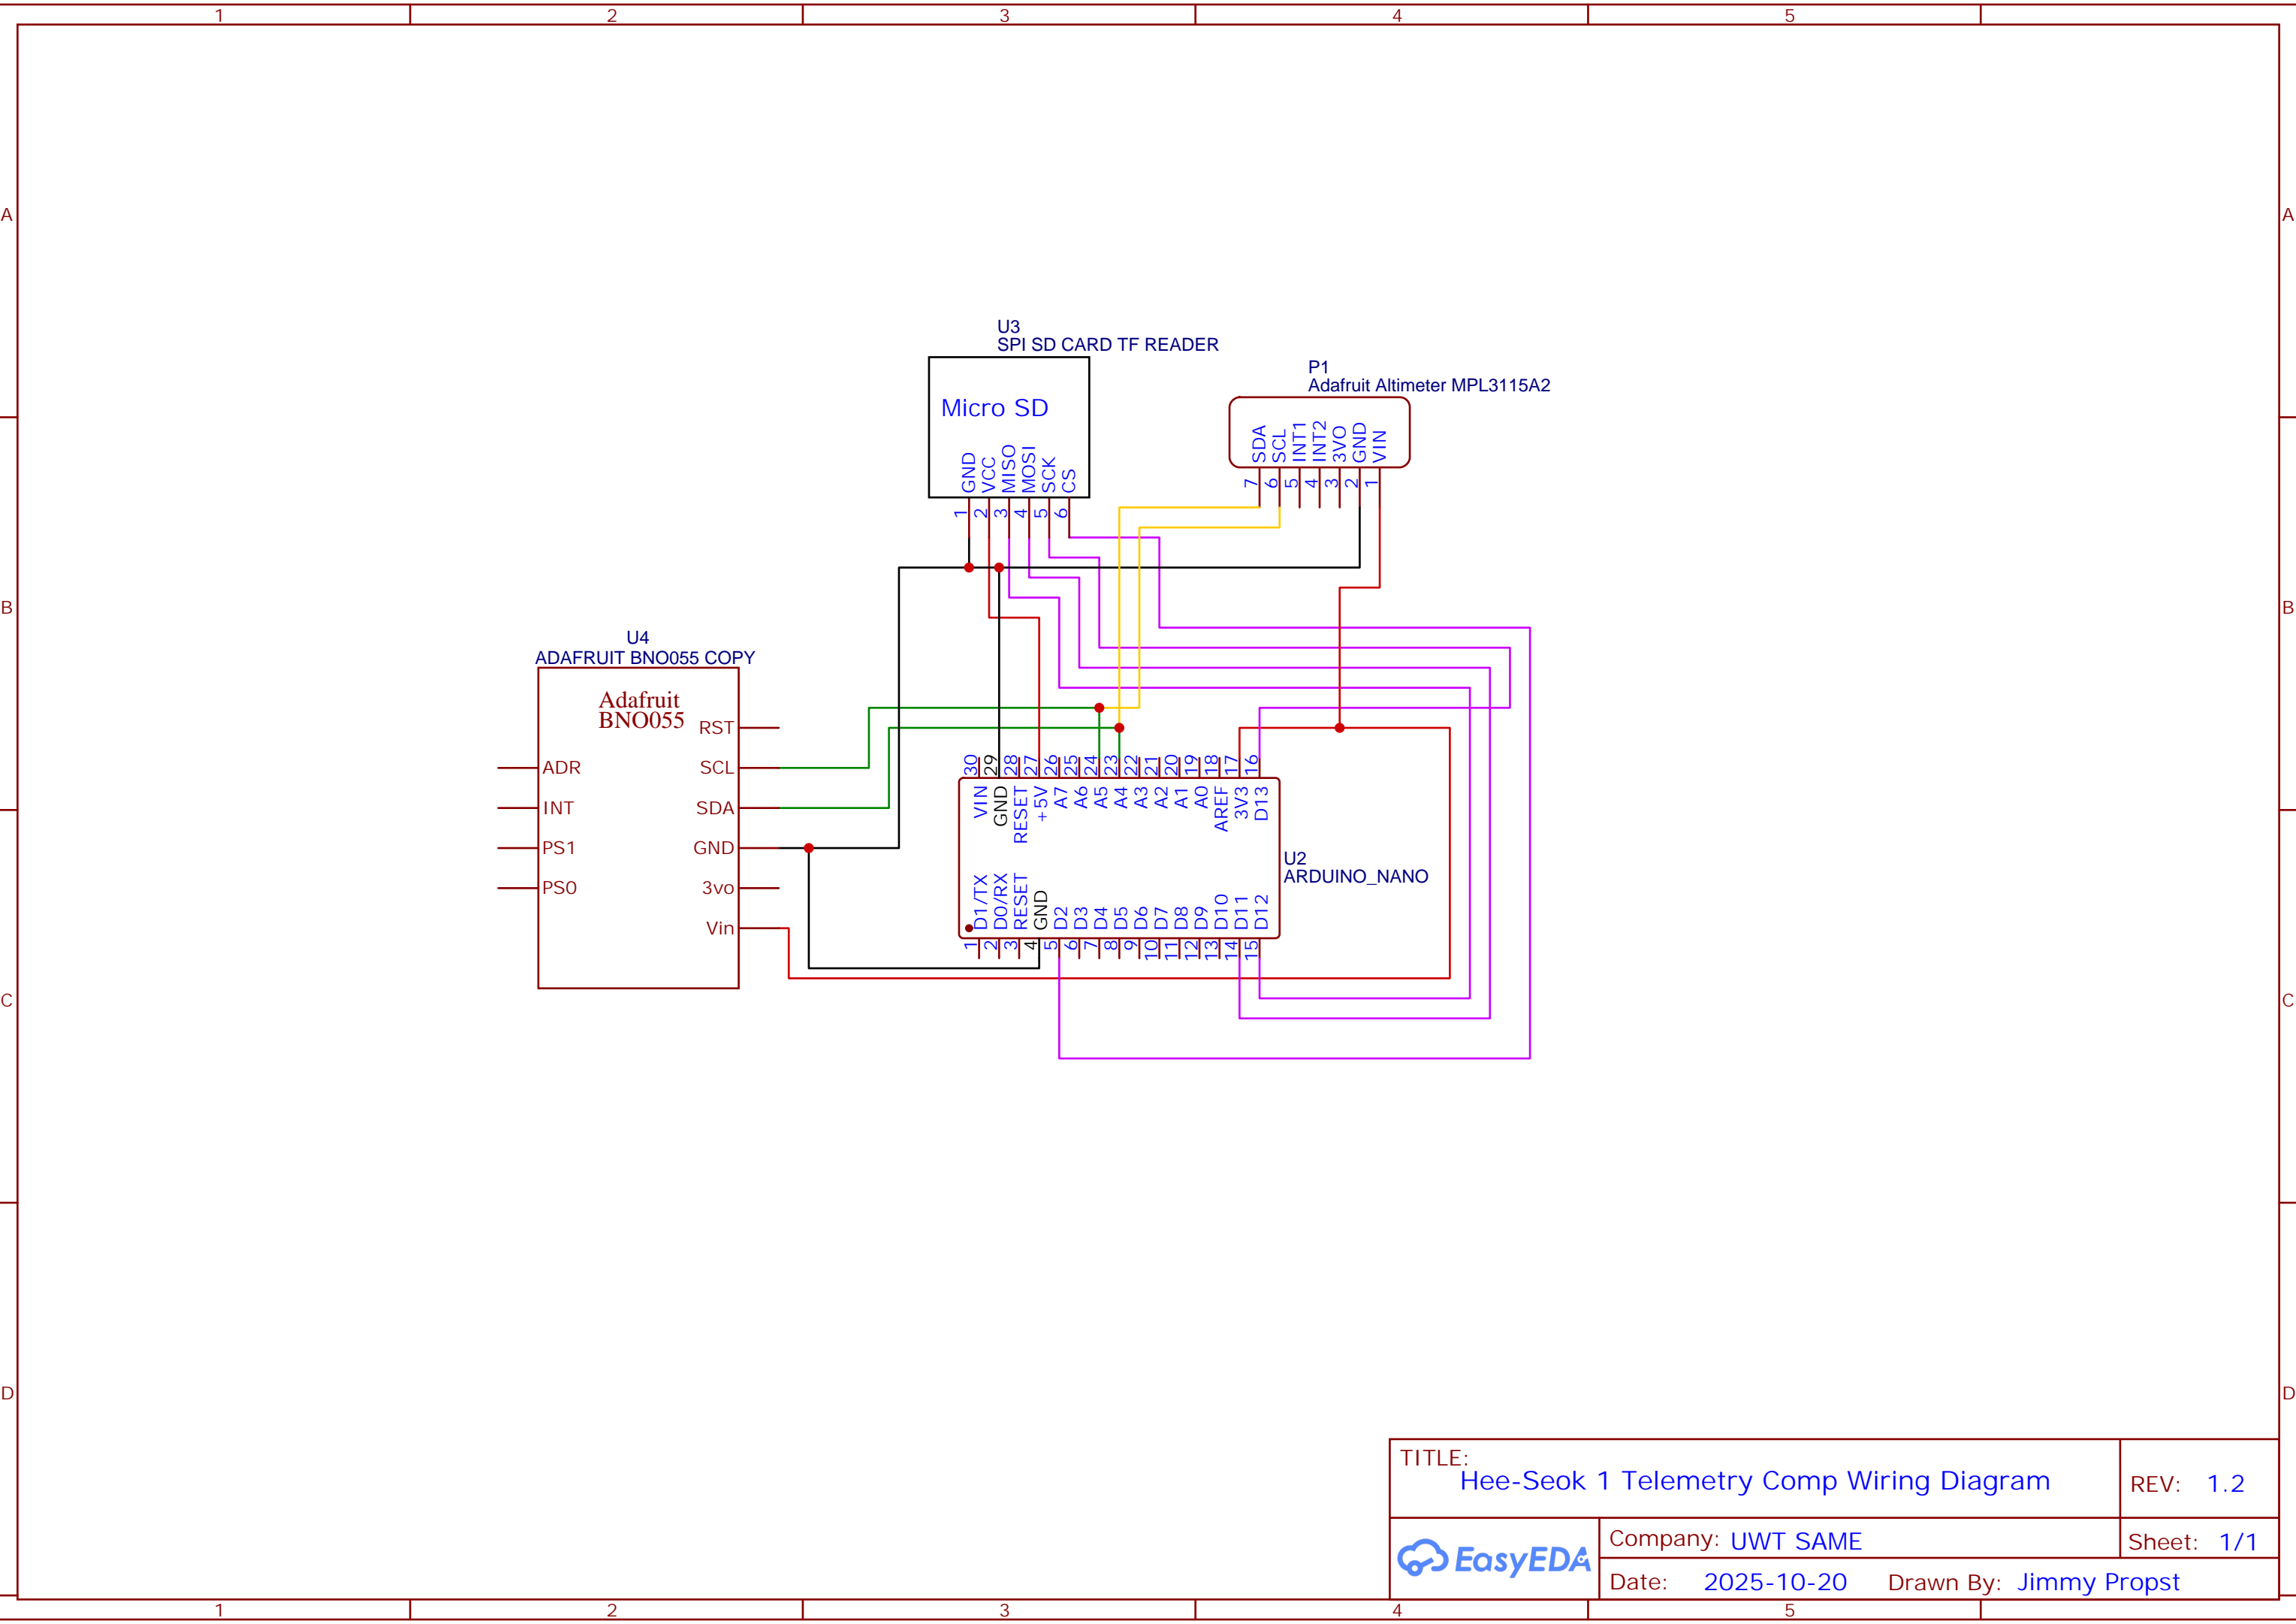 1 2 3 4 5
A A
U3
SPI SD CARD TF READER
P1
Adafruit Altimeter MPL3115A2
Micro SD
GND VCC MISO MOSI SCK CS
1 2 3 4 5 6
SDA SCL INT1 INT2 3VO GND VIN
7 6 5 4 3 2 1
B B
U4
ADAFRUIT BNO055 COPY
Adafruit
BNO055
RST
ADR SCL
INT SDA
PS1 GND
PS0 3vo
Vin
30 29 28 27 26 25 24 23 22 21 20 19 18 17 16
VIN GND RESET +5V A7 A6 A5 A4 A3 A2 A1 A0 AREF 3V3 D13
U2
ARDUINO_NANO
D1/TX D0/RX RESET GND D2 D3 D4 D5 D6 D7 D8 D9 D10 D11 D12
1 2 3 4 5 6 7 8 9 10 11 12 13 14 15
C C
D D
TITLE:
Hee-Seok 1 Telemetry Comp Wiring Diagram
REV: 1.2
EasyEDA
Company: UWT SAME
Sheet: 1/1
Date: 2025-10-20 Drawn By: Jimmy Propst
1 2 3 4 5